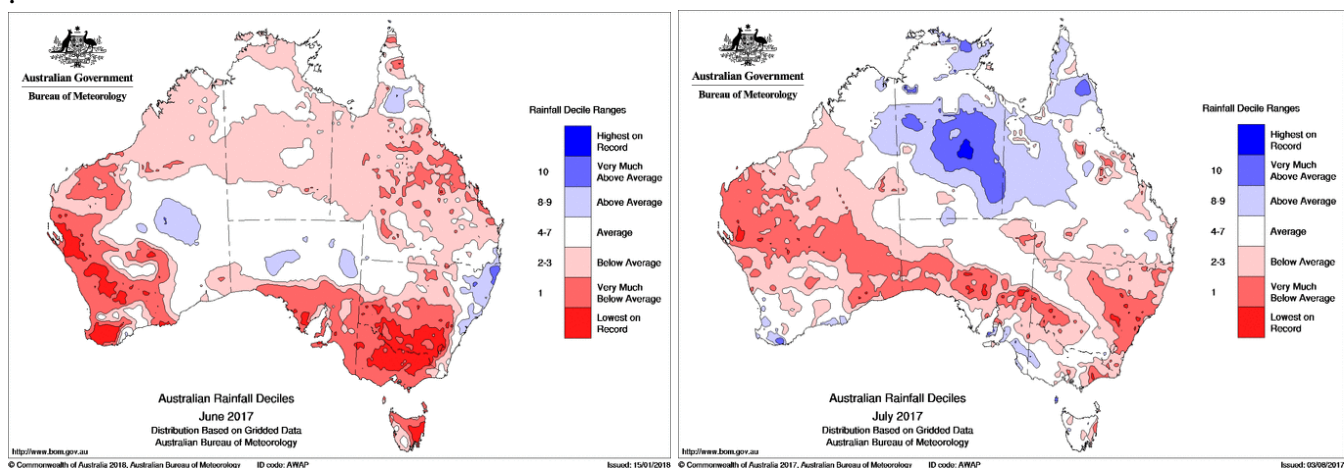 Australian Government
Bureau of Meteorology
Rainfall Decile Ranges
Highest on
Record
10
Very Much
Above Average
8-9
Above Average
4-7
Average
2-3
Below Average
1
Very Much
Below Average
Lowest on
Record
Australian Rainfall Deciles
June 2017
Distribution Based on Gridded Data
Australian Bureau of Meteorology
http://www.bom.gov.au
© Commonwealth of Australia 2018, Australian Bureau of Meteorology
ID code: AWAP
Issued: 15/01/2018
Australian Government
Bureau of Meteorology
Rainfall Decile Ranges
Highest on
Record
10
Very Much
Above Average
8-9
Above Average
4-7
Average
2-3
Below Average
1
Very Much
Below Average
Lowest on
Record
Australian Rainfall Deciles
July 2017
Distribution Based on Gridded Data
Australian Bureau of Meteorology
http://www.bom.gov.au
© Commonwealth of Australia 2017, Australian Bureau of Meteorology
ID code: AWAP
Issued: 03/08/2017